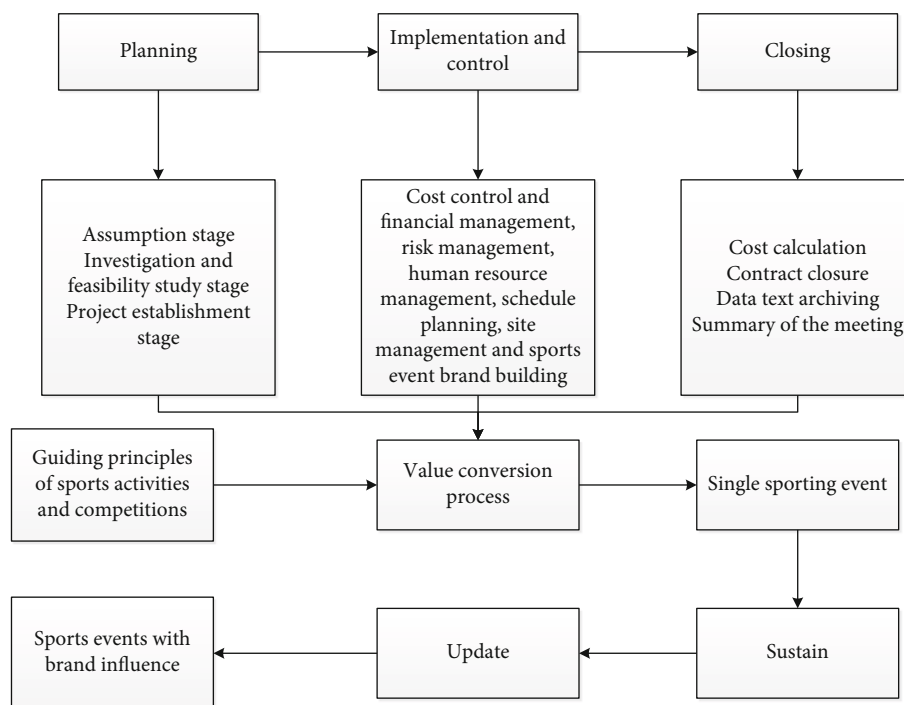 Planning
Implementation and
control
Closing
Assumption stage
Investigation and
feasibility study stage
Project establishment
stage
Cost control and
financial management,
risk management,
human resource
management, schedule
planning, site
management and sports
event brand building
Cost calculation
Contract closure
Data text archiving
Summary of the meeting
Guiding principles
of sports activities
and competitions
Value conversion
process
Single sporting event
Sports events with
brand influence
Update
Sustain